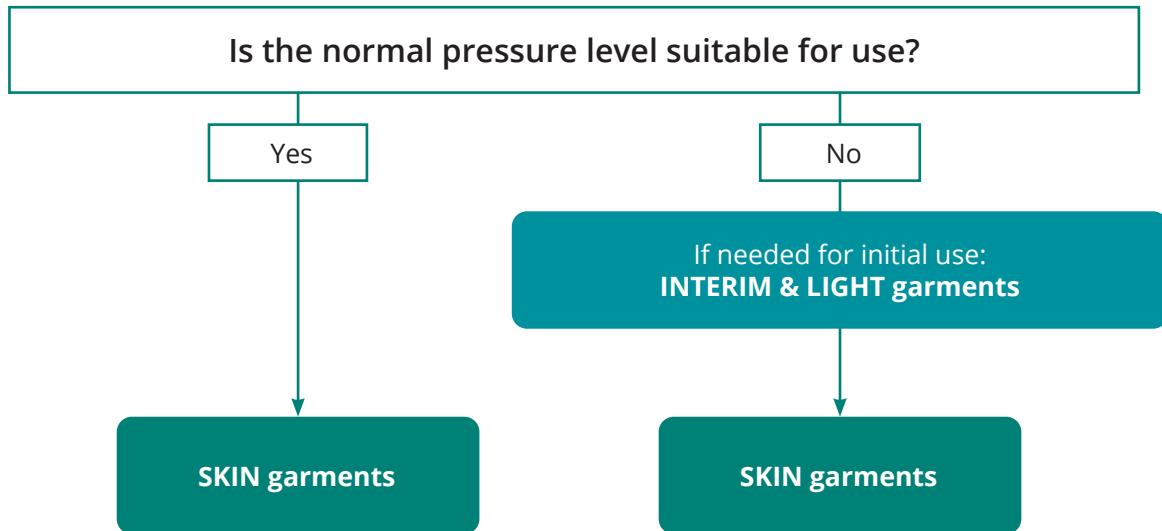 Is the normal pressure level suitable for use?
Yes
No
If needed for initial use:
INTERIM & LIGHT garments
SKIN garments
SKIN garments